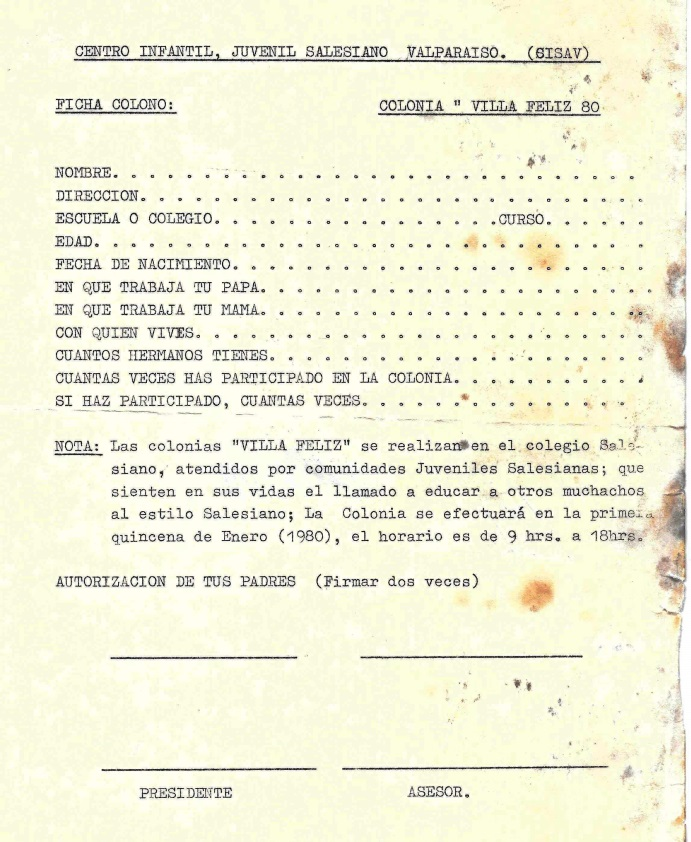 CENTRO INFANTIL, JUVENIL SALESIANO VALPARAISO. (SISAV)
FICHA COLONO: COLONIA " VILLA FELIZ 80
NOMBRE. . . . . . . . . . . . . . . . . . . . . . . . . . . .
DIRECCION. . . . . . . . . . . . . . . . . . . . . . . . . .
ESCUELA O COLEGIO. . . . . . . . . . . . . . .CURSO. . . . . .
EDAD. . . . . . . . . . . . . . . . . . . . . . . . . . . . .
FECHA DE NACIMIENTO. . . . . . . . . . . . . . . . . . . . .
EN QUE TRABAJA TU PAPA. . . . . . . . . . . . . . . . . . . .
EN QUE TRABAJA TU MAMA. . . . . . . . . . . . . . . . . . . .
CON QUIEN VIVES. . . . . . . . . . . . . . . . . . . . . . .
CUANTOS HERMANOS TIENES. . . . . . . . . . . . . . . . . . .
CUANTAS VECES HAS PARTICIPADO EN LA COLONIA. . . . . . . . .
SI HAZ PARTICIPADO, CUANTAS VECES. . . . . . . . . . . . . .
NOTA: Las colonias "VILLA FELIZ" se realizan en el colegio Sale-
siano, atendidos por comunidades Juveniles Salesianas; que
sienten en sus vidas el llamado a educar a otros muchachos
al estilo Salesiano; La Colonia se efectuará en la primera
quincena de Enero (1980), el horario es de 9 hrs. a 18hrs.
AUTORIZACION DE TUS PADRES (Firmar dos veces)
PRESIDENTE ASESOR.